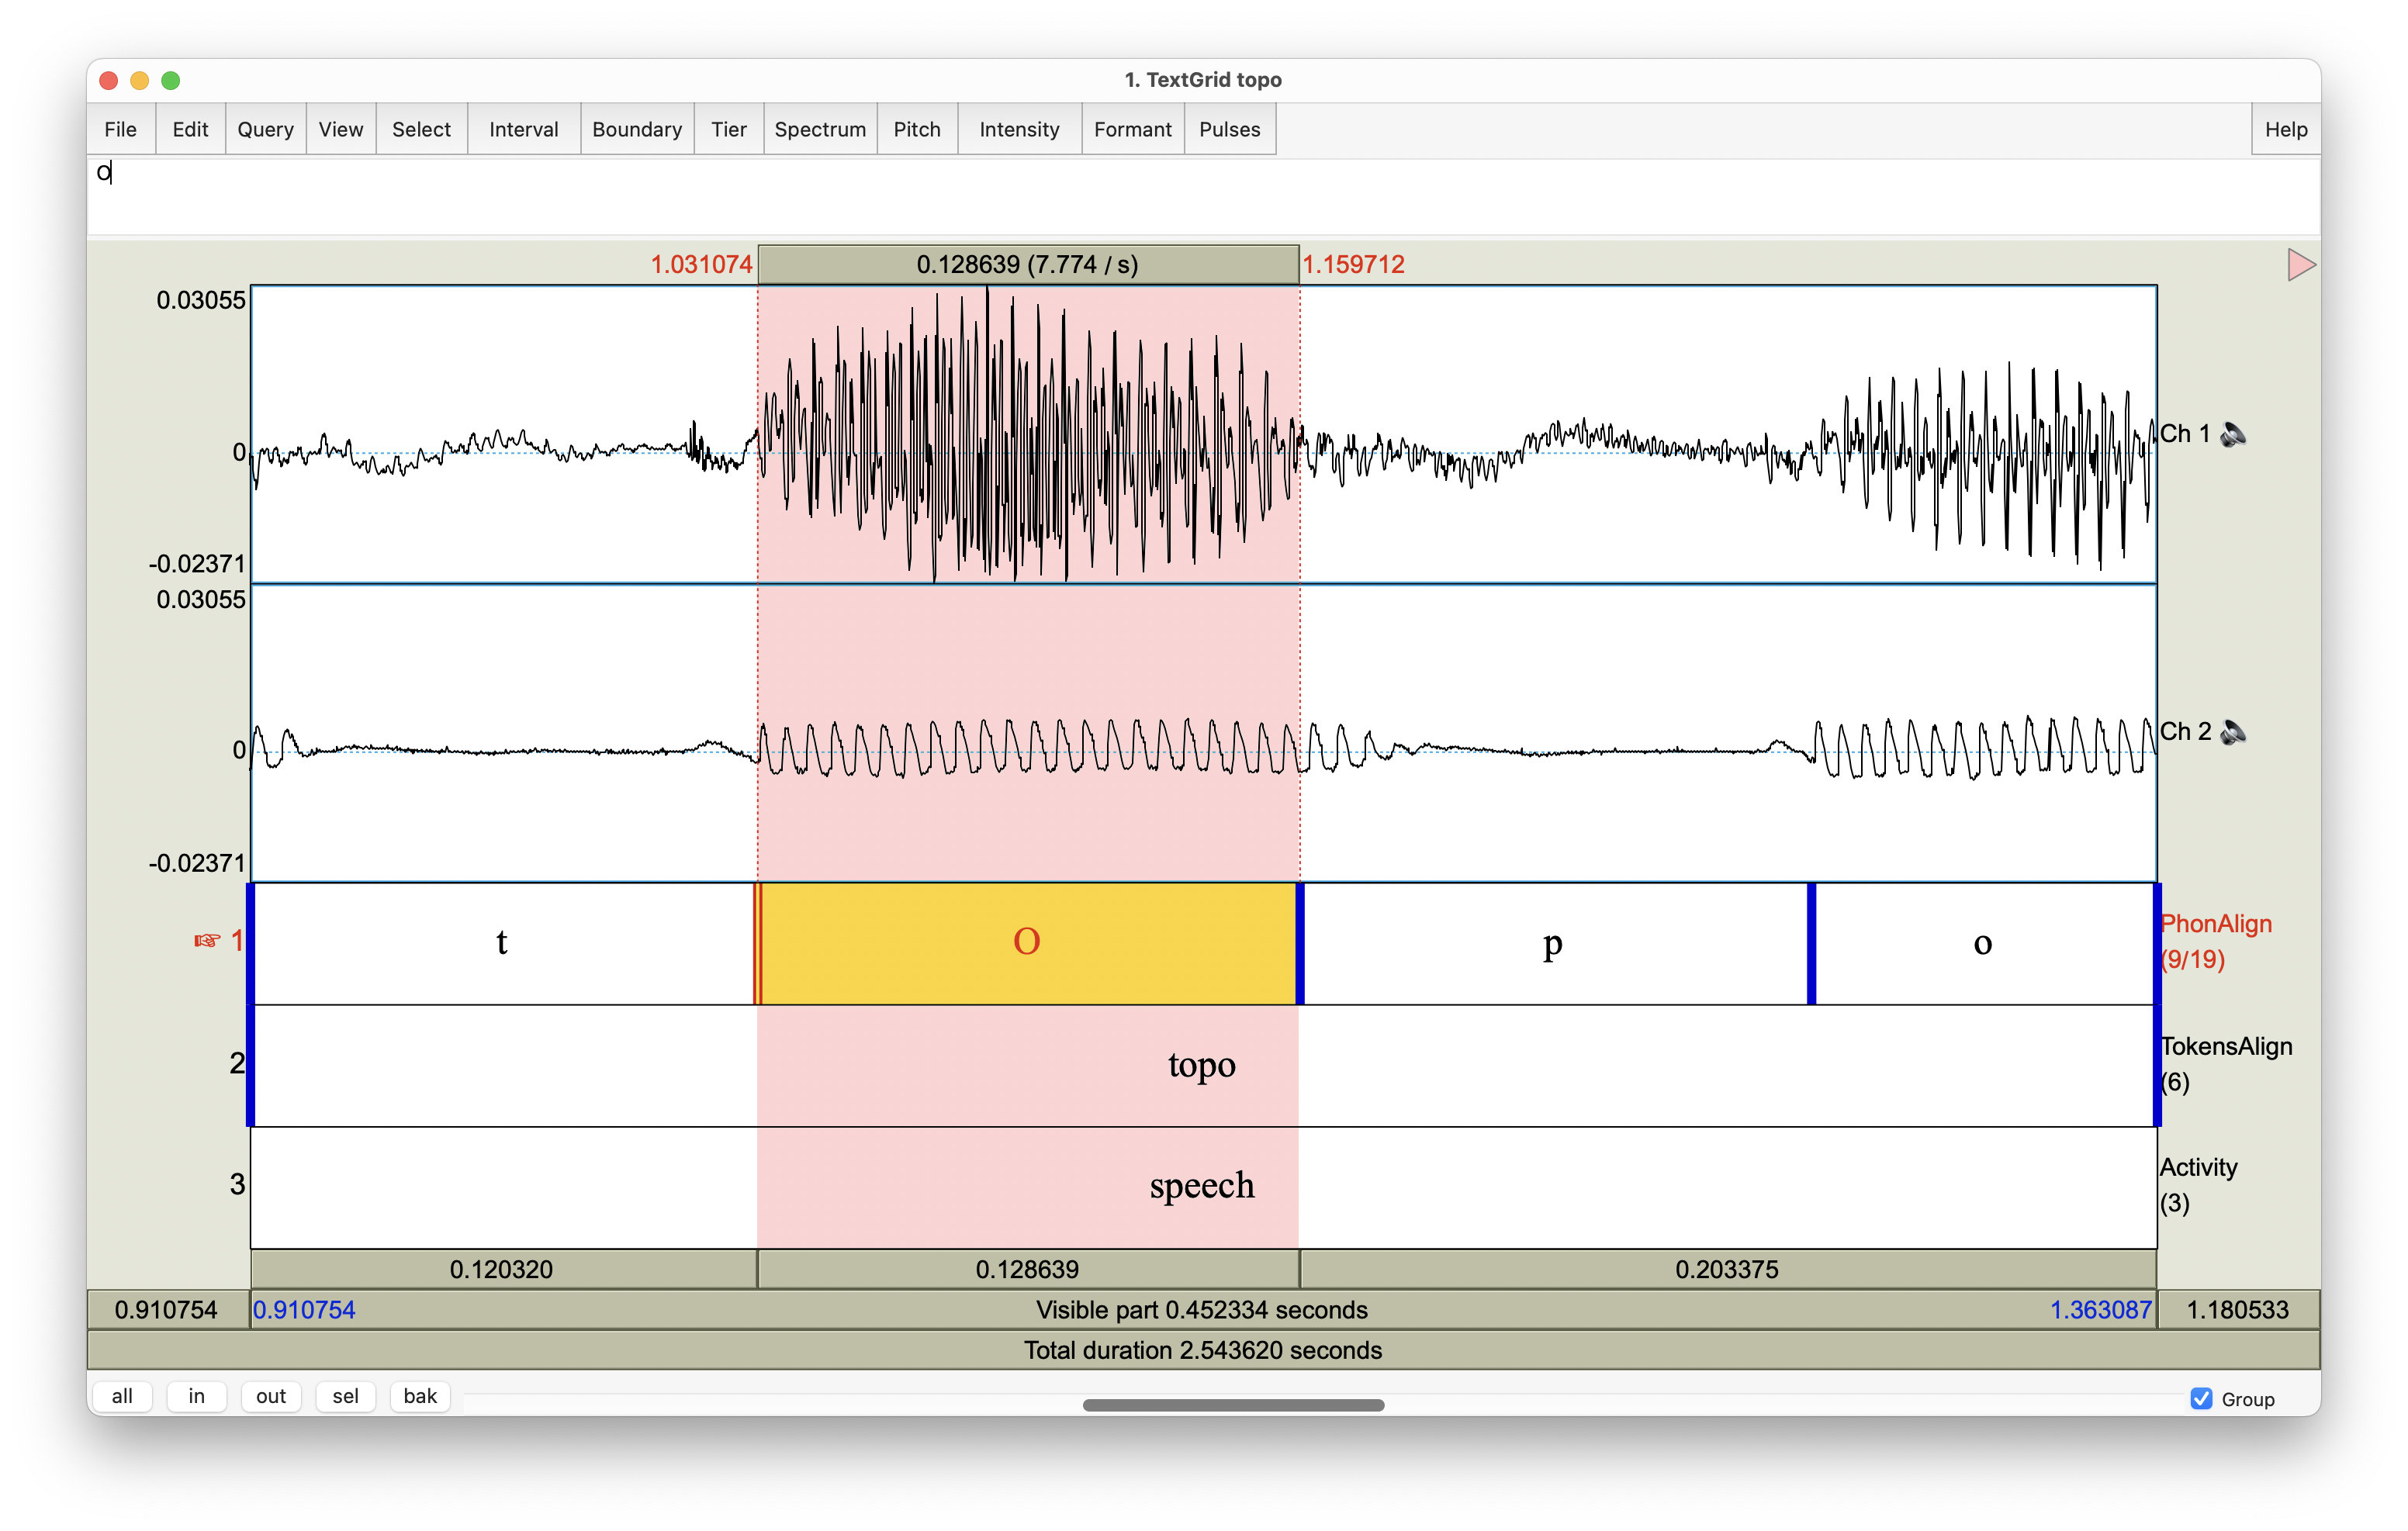 1. TextGrid topo
File Edit Query View Select Interval Boundary Tier Spectrum Pitch Intensity Formant Pulses Help
O
1.031074 0.128639 (7.774 / s) 1.159712
0.03055
0 Ch 1
-0.02371
0.03055
0 Ch 2
-0.02371
☞ 1 t O p o PhonAlign
(9/19)
2 topo TokensAlign
(6)
3 speech Activity
(3)
0.120320 0.128639 0.203375
0.910754 0.910754 Visible part 0.452334 seconds 1.363087 1.180533
Total duration 2.543620 seconds
all in out sel bak Group